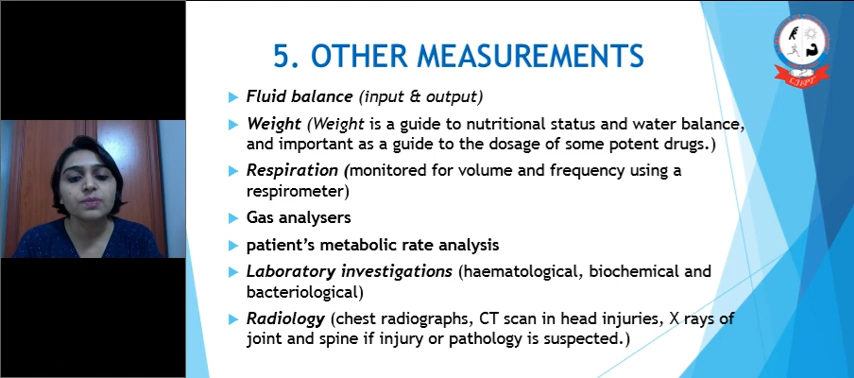 5. OTHER MEASUREMENTS
Fluid balance (input & output)
Weight (Weight is a guide to nutritional status and water balance,
and important as a guide to the dosage of some potent drugs.)
Respiration (monitored for volume and frequency using a
respirometer)
Gas analysers
patient's metabolic rate analysis
Laboratory investigations (haematological, biochemical and
bacteriological)
Radiology (chest radiographs, CT scan in head injuries, X rays of
joint and spine if injury or pathology is suspected.)